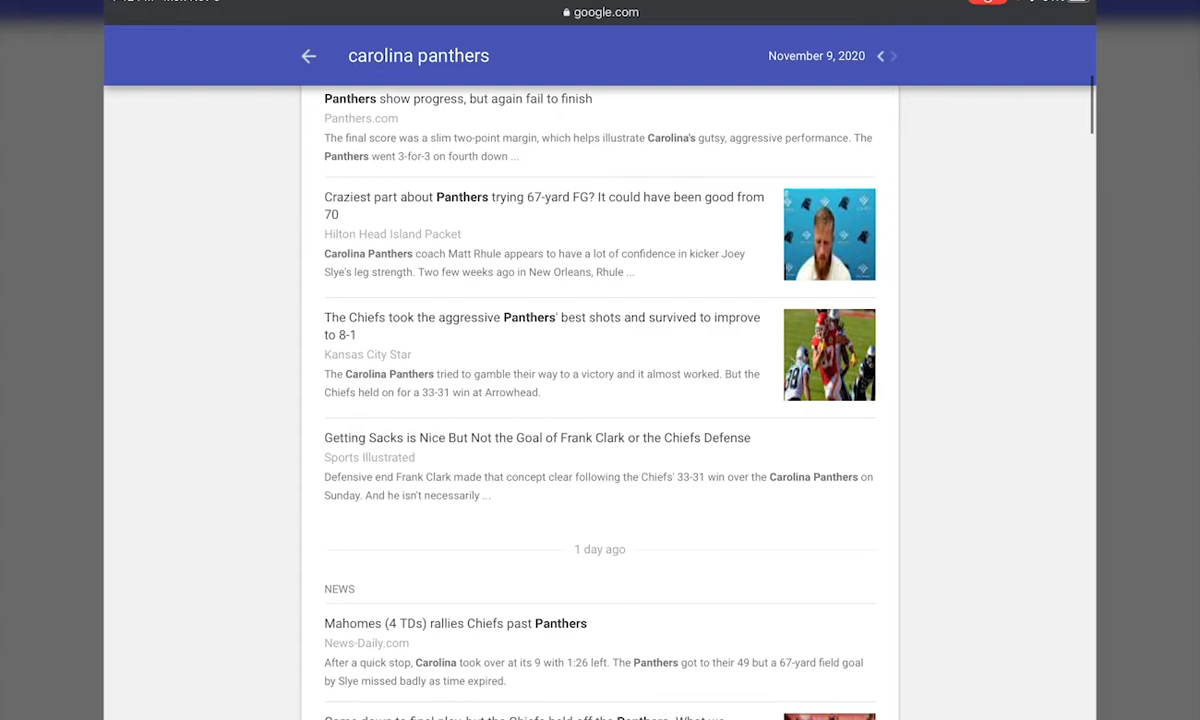 google.com
carolina panthers
November 9, 2020
Panthers show progress, but again fail to finish
Panthers.com
The final score was a slim two-point margin, which helps illustrate Carolina's gutsy, aggressive performance. The
Panthers went 3-for-3 on fourth down ...
Craziest part about Panthers trying 67-yard FG? It could have been good from
70
Hilton Head Island Packet
Carolina Panthers coach Matt Rhule appears to have a lot of confidence in kicker Joey
Slye's leg strength. Two few weeks ago in New Orleans, Rhule ...
The Chiefs took the aggressive Panthers' best shots and survived to improve
to 8-1
Kansas City Star
The Carolina Panthers tried to gamble their way to a victory and it almost worked. But the
Chiefs held on for a 33-31 win at Arrowhead.
Getting Sacks is Nice But Not the Goal of Frank Clark or the Chiefs Defense
Sports Illustrated
Defensive end Frank Clark made that concept clear following the Chiefs' 33-31 win over the Carolina Panthers on
Sunday. And he isn't necessarily ...
1 day ago
NEWS
Mahomes (4 TDs) rallies Chiefs past Panthers
News-Daily.com
After a quick stop, Carolina took over at its 9 with 1:26 left. The Panthers got to their 49 but a 67-yard field goal
by Slye missed badly as time expired.